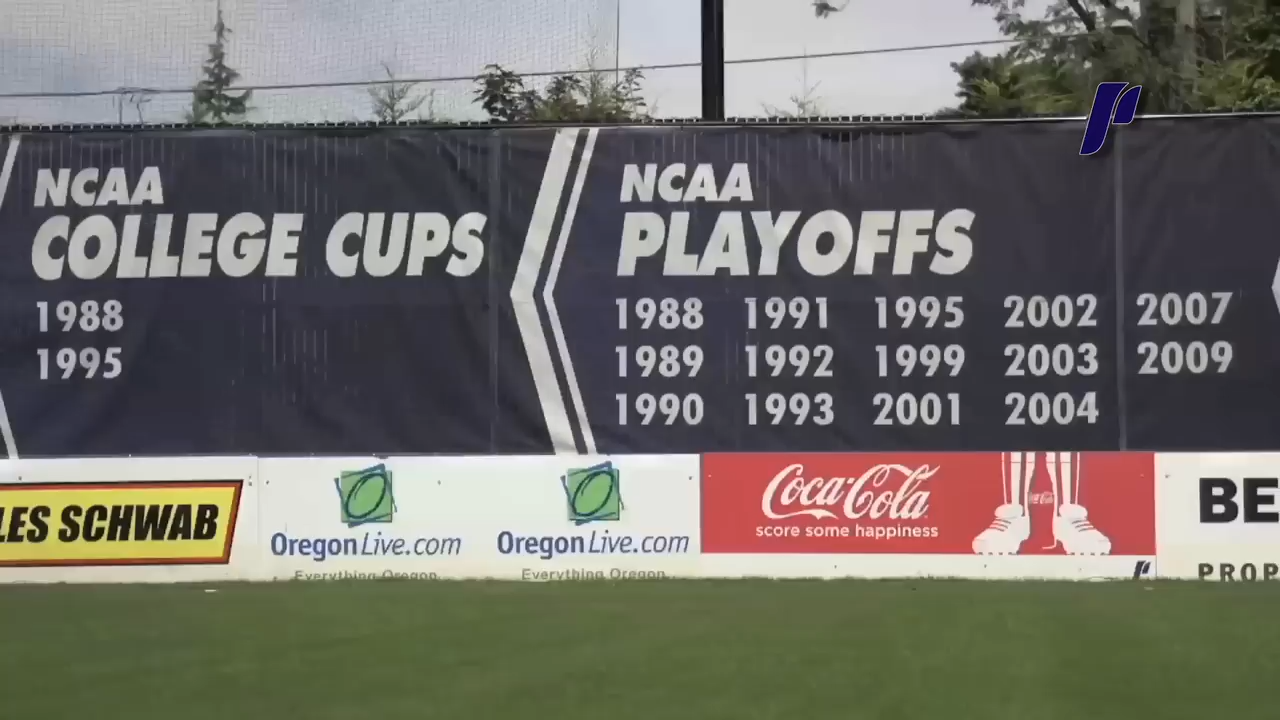 NCAA
COLLEGE CUPS
1988
1995
NCAA
PLAYOFFS
1988 1991 1995 2002 2007
1989 1992 1999 2003 2009
1990 1993 2001 2004
LES SCHWAB
OregonLive.com
Everything Oregon
OregonLive.com
Everything Oregon
Coca-Cola
score some happiness
Coca-Cola
BE
PROP